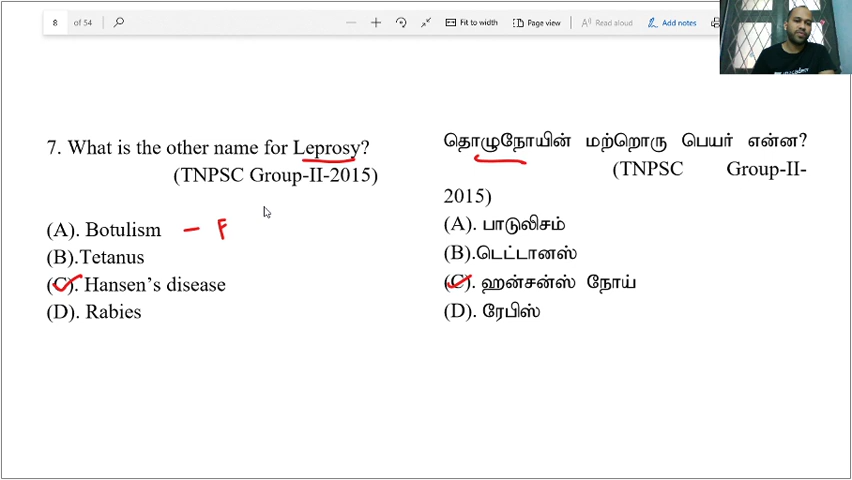 8 of 54 Fit to width Page view Read aloud Add notes
7. What is the other name for Leprosy?
(TNPSC Group-II-2015)
(A). Botulism – F
(B).Tetanus
(C). Hansen's disease
(D). Rabies
தொழுநோயின் மற்றொரு பெயர் என்ன?
(TNPSC Group-II-
2015)
(A). பாடுலிசம்
(B).டெட்டானஸ்
(C). ஹன்சன்ஸ் நோய்
(D). ரேபிஸ்